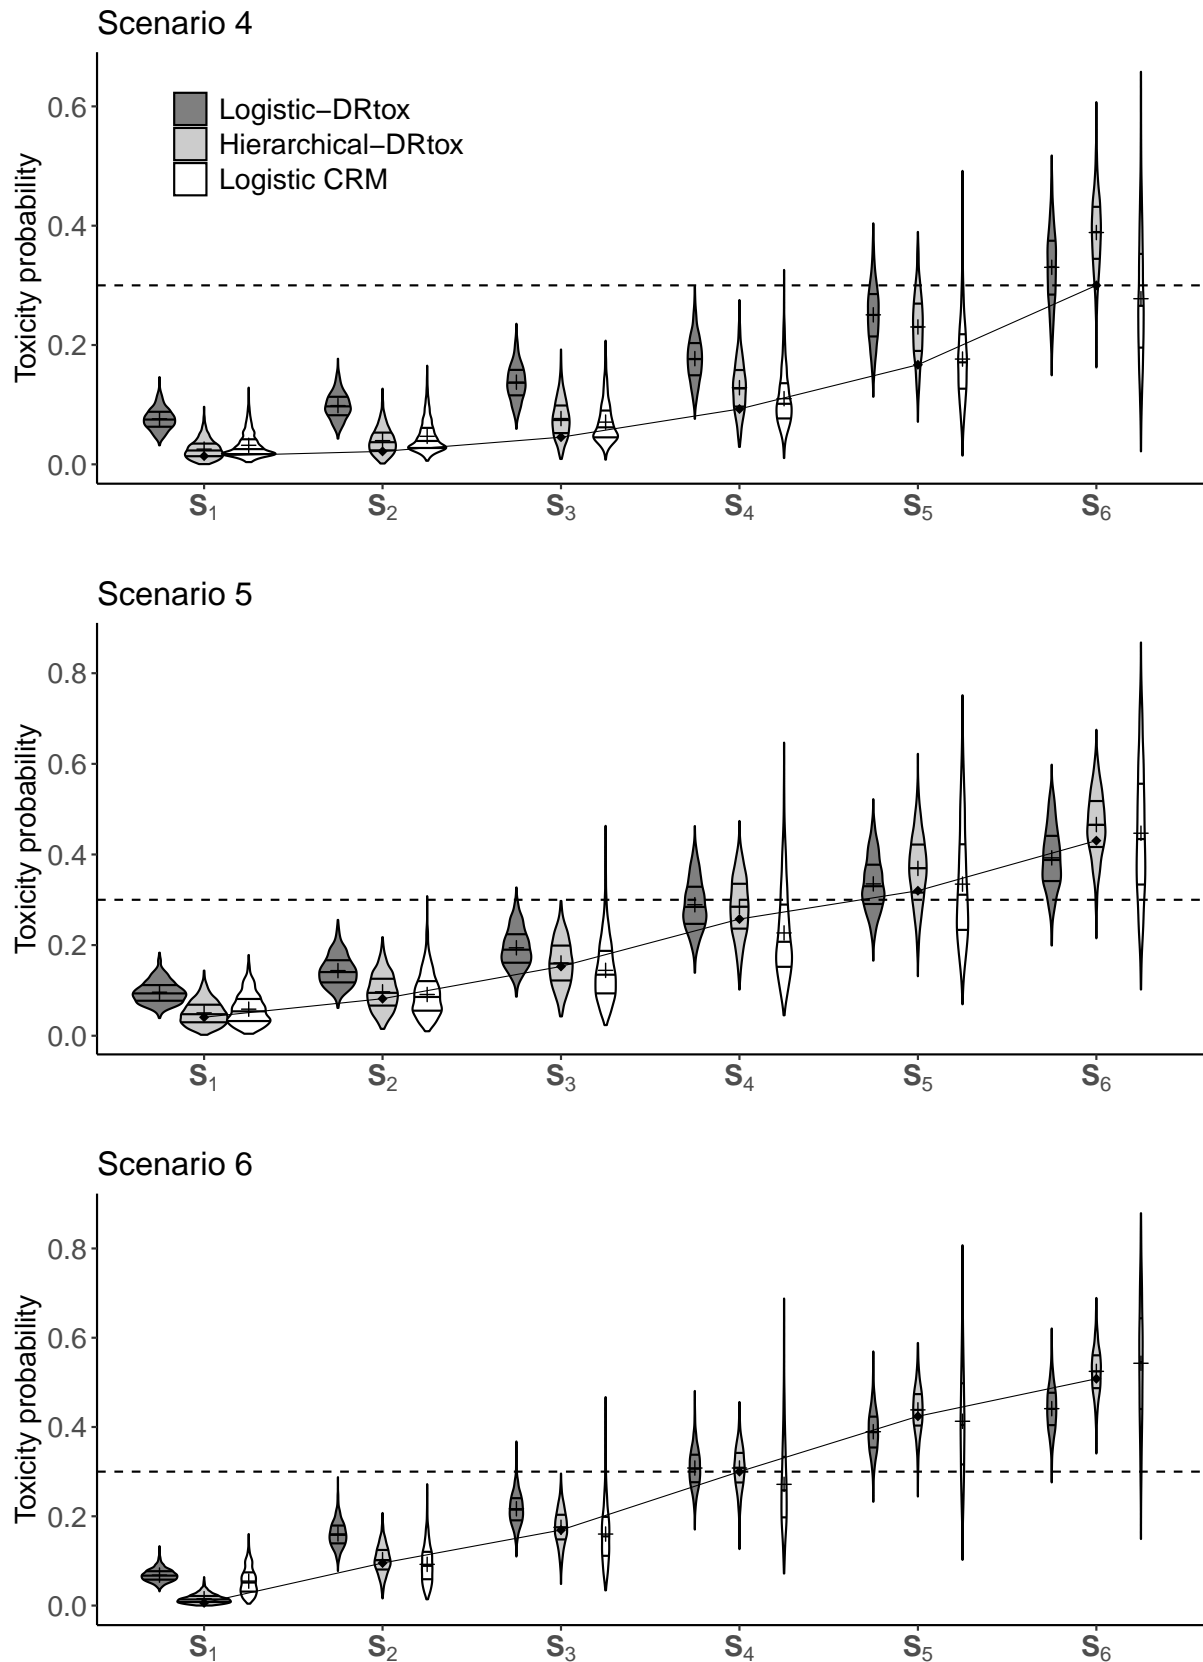 Scenario 4
Toxicity probability
0.6
0.4
0.2
0.0
Logistic−DRtox
Hierarchical−DRtox
Logistic CRM
S1 S2 S3 S4 S5 S6
Scenario 5
Toxicity probability
0.8
0.6
0.4
0.2
0.0
S1 S2 S3 S4 S5 S6
Scenario 6
Toxicity probability
0.8
0.6
0.4
0.2
0.0
S1 S2 S3 S4 S5 S6